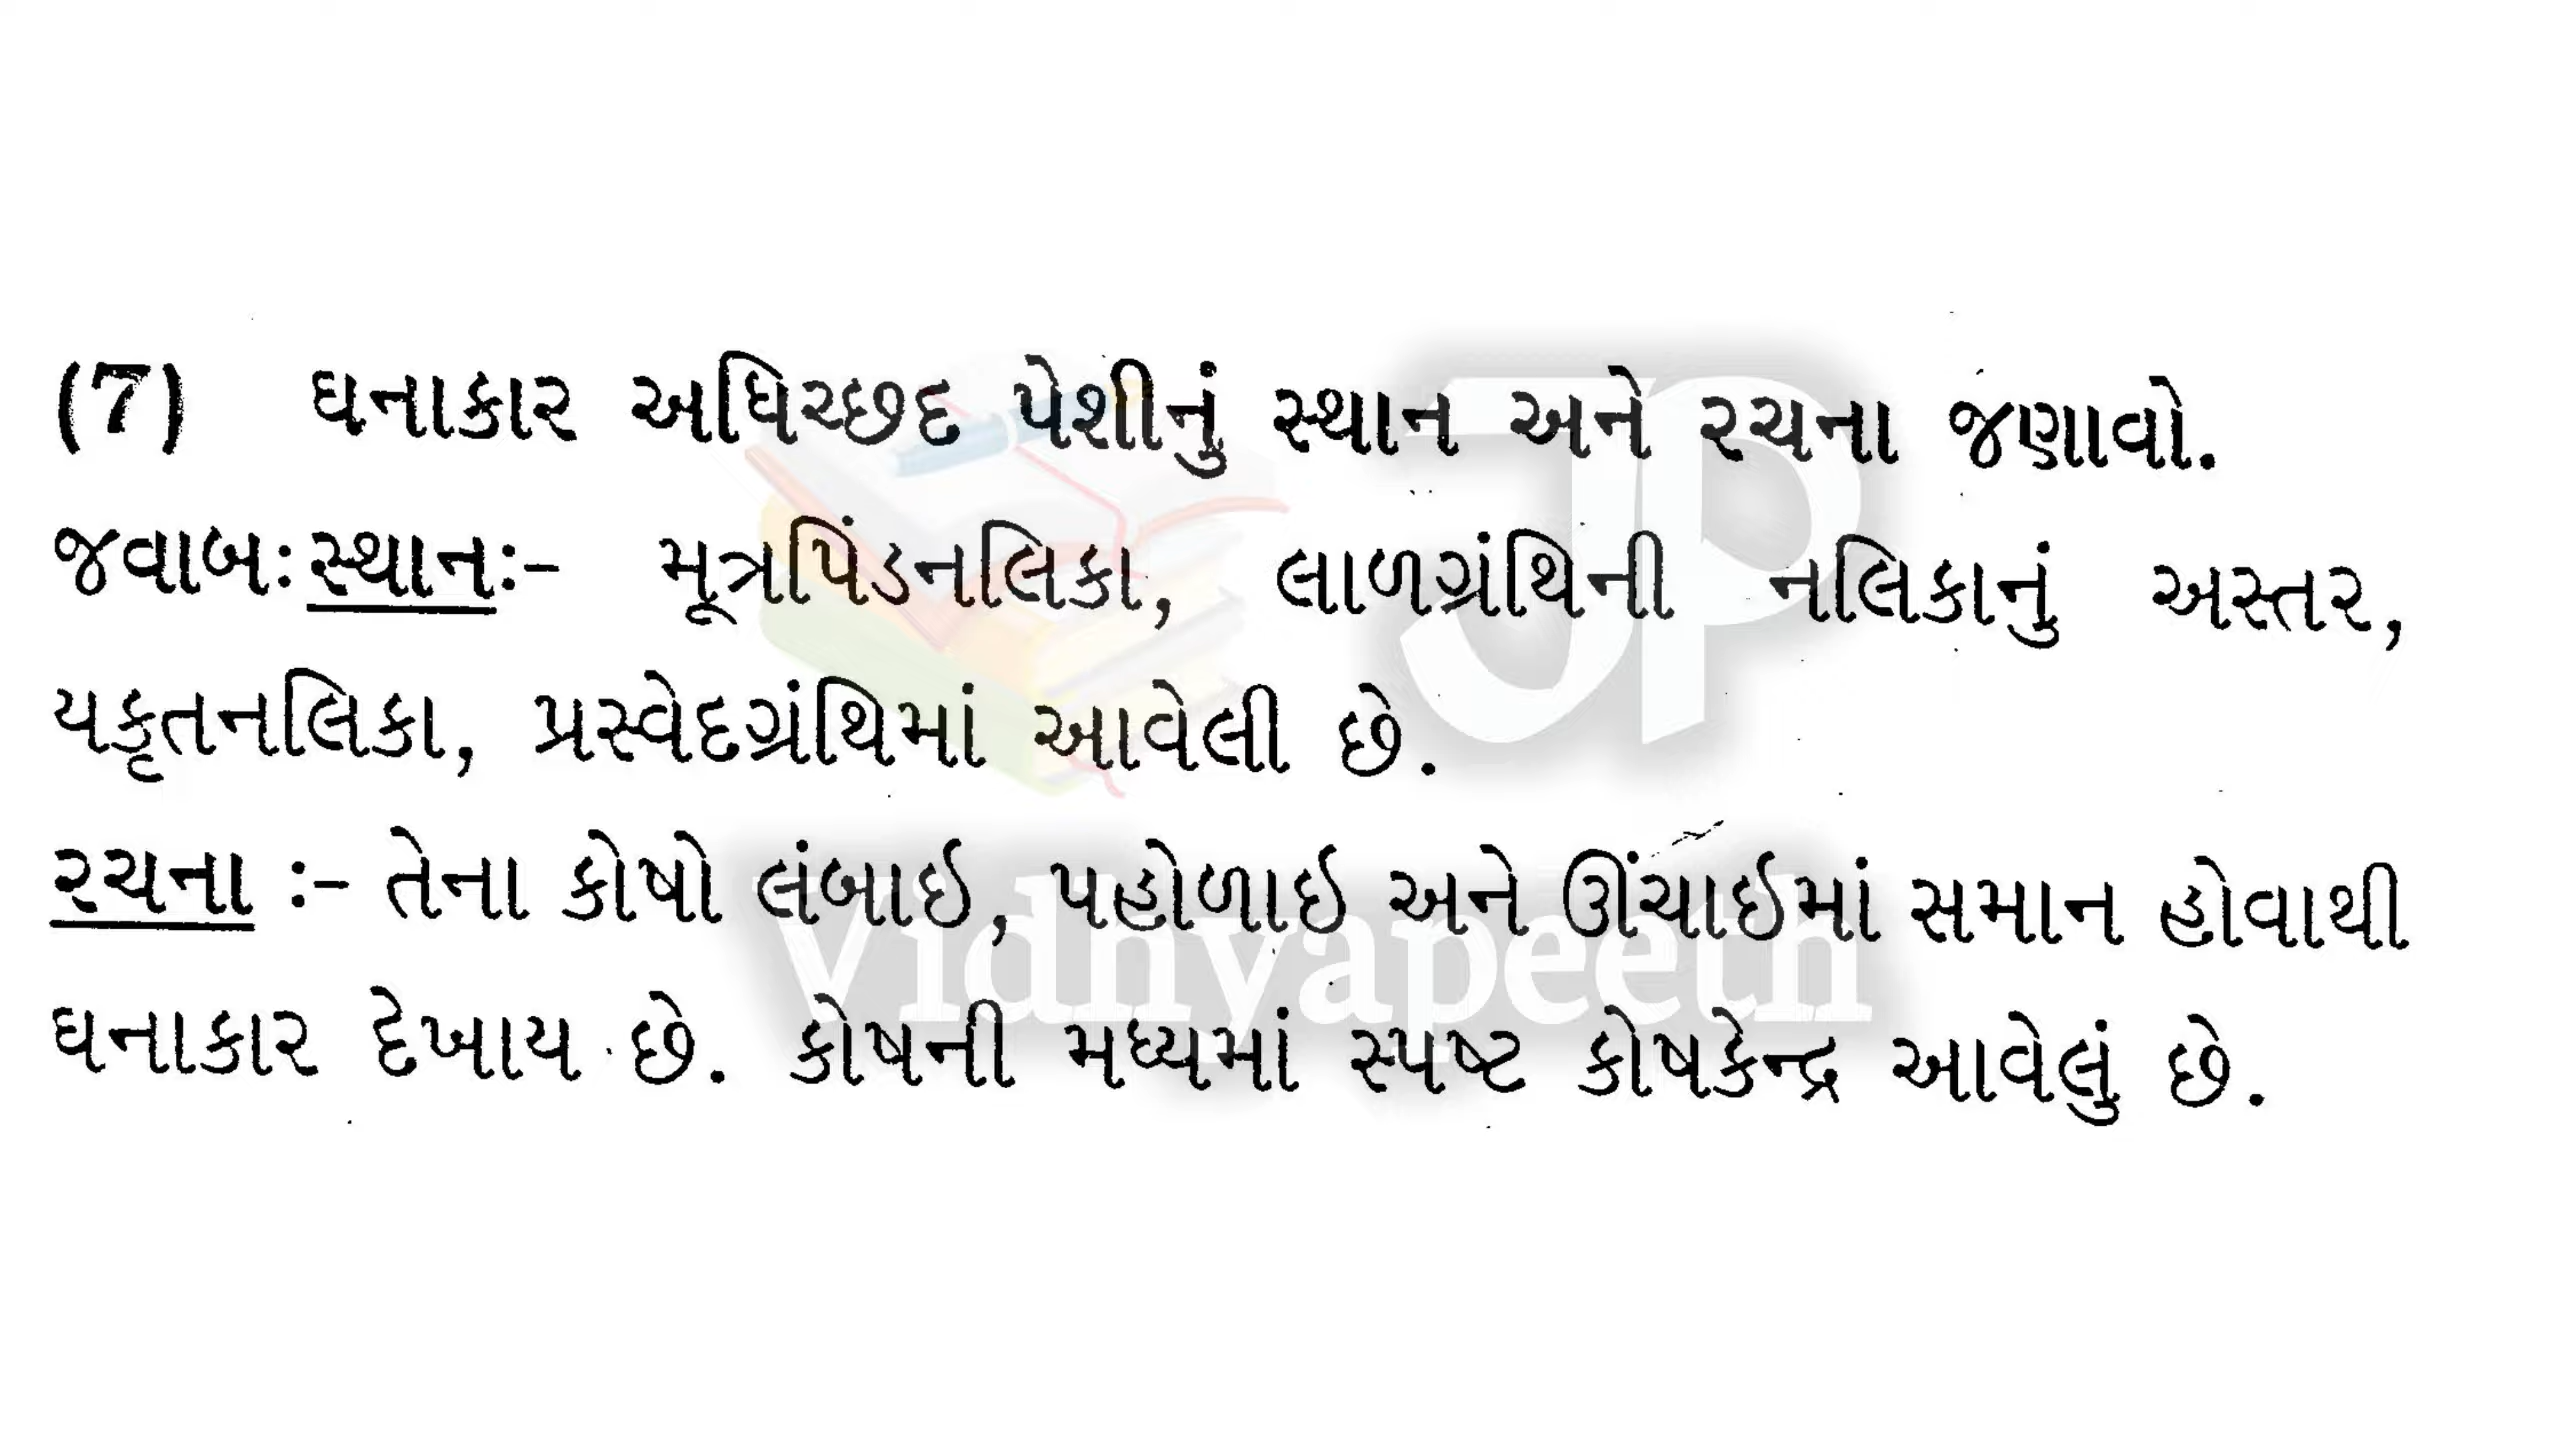 (7) ઘનાકાર અધિચ્છદ પેશીનું સ્થાન અને રચના જણાવો.
જવાબઃ સ્થાનઃ- મૂત્રપિંડનલિકા, લાળગ્રંથિની નલિકાનું અસ્તર,
યકૃતનલિકા, પ્રસ્વેદગ્રંથિમાં આવેલી છે.
રચના ઃ- તેના કોષો લંબાઇ, પહોળાઇ અને ઊંચાઇમાં સમાન હોવાથી
ઘનાકાર દેખાય છે. કોષની મધ્યમાં સ્પષ્ટ કોષકેન્દ્ર આવેલું છે.
JP
Vidhyapeeth